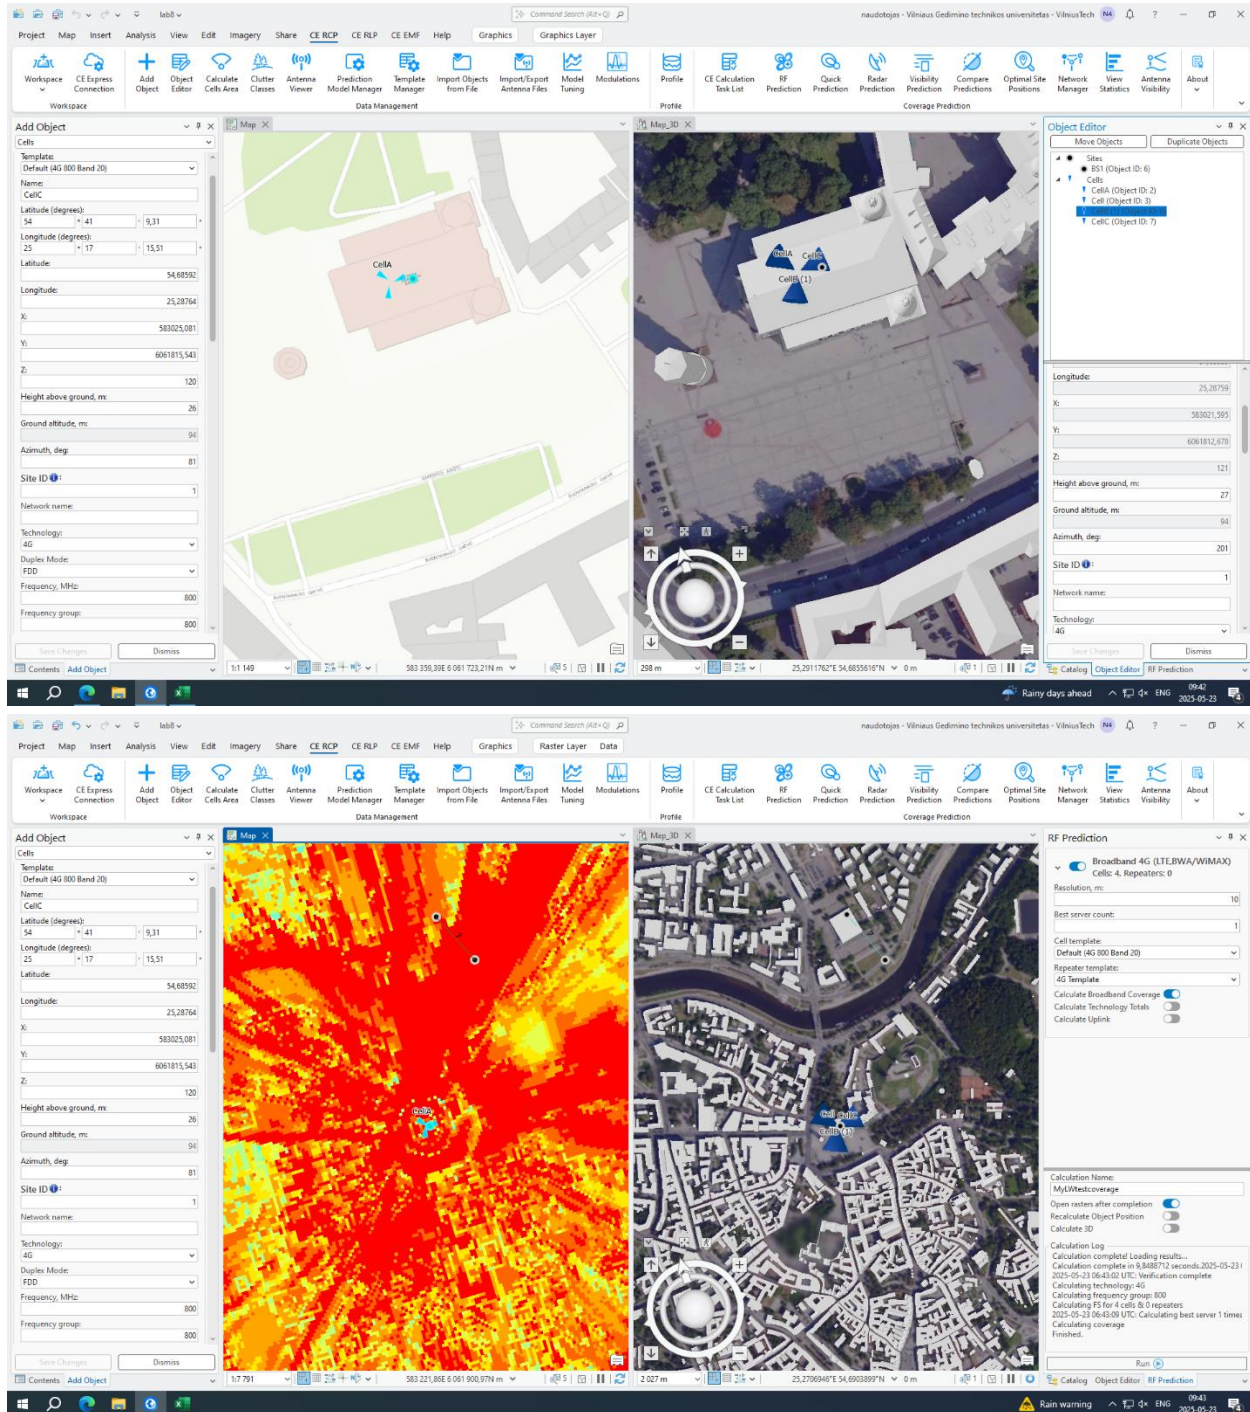 lab8
Command Search (Alt+Q)
naudotojas - Vilniaus Gedimino technikos universitetas - VilniusTech N4 ?
Project Map Insert Analysis View Edit Imagery Share CE RCP CE RLP CE EMF Help Graphics Graphics Layer
Workspace CE Express Connection Add Object Object Editor Calculate Cells Area Clutter Classes Antenna Viewer Prediction Model Manager Template Manager Import Objects from File Import/Export Antenna Files Model Tuning Modulations Profile CE Calculation Task List RF Prediction Quick Prediction Radar Prediction Visibility Prediction Compare Predictions Optimal Site Positions Network Manager View Statistics Antenna Visibility About
Workspace Data Management Profile Coverage Prediction
Add Object
Cells
Template:
Default (4G 800 Band 20)
Name:
CellC
Latitude (degrees):
54 ° 41 ' 9,31 "
Longitude (degrees):
25 ° 17 ' 15,51 "
Latitude:
54,68592
Longitude:
25,28764
X:
583025,081
Y:
6061815,543
Z:
120
Height above ground, m:
26
Ground altitude, m:
94
Azimuth, deg:
81
Site ID :
1
Network name:
Technology:
4G
Duplex Mode:
FDD
Frequency, MHz:
800
Frequency group:
800
Save Changes Dismiss
Contents Add Object
Map
CellA
1:1 149
583 359,39E 6 061 723,21N m
5
Map_3D
CellA CellC
CellB (1)
298 m
25,2911762°E 54,6855616°N 0 m
1
Object Editor
Move Objects Duplicate Objects
Sites
BS1 (Object ID: 6)
Cells
CellA (Object ID: 2)
Cell (Object ID: 3)
CellC (Object ID: 7)
Longitude:
25,28759
X:
583021,595
Y:
6061812,678
Z:
121
Height above ground, m:
27
Ground altitude, m:
94
Azimuth, deg:
201
Site ID :
1
Network name:
Technology:
4G
Save Changes Dismiss
Catalog Object Editor RF Prediction
Rainy days ahead ENG 09:42
2025-05-23
lab8
Command Search (Alt+Q)
naudotojas - Vilniaus Gedimino technikos universitetas - VilniusTech N4 ?
Project Map Insert Analysis View Edit Imagery Share CE RCP CE RLP CE EMF Help Graphics Raster Layer Data
Workspace CE Express Connection Add Object Object Editor Calculate Cells Area Clutter Classes Antenna Viewer Prediction Model Manager Template Manager Import Objects from File Import/Export Antenna Files Model Tuning Modulations Profile CE Calculation Task List RF Prediction Quick Prediction Radar Prediction Visibility Prediction Compare Predictions Optimal Site Positions Network Manager View Statistics Antenna Visibility About
Workspace Data Management Profile Coverage Prediction
Add Object
Cells
Template:
Default (4G 800 Band 20)
Name:
CellC
Latitude (degrees):
54 ° 41 ' 9,31 "
Longitude (degrees):
25 ° 17 ' 15,51 "
Latitude:
54,68592
Longitude:
25,28764
X:
583025,081
Y:
6061815,543
Z:
120
Height above ground, m:
26
Ground altitude, m:
94
Azimuth, deg:
81
Site ID :
1
Network name:
Technology:
4G
Duplex Mode:
FDD
Frequency, MHz:
800
Frequency group:
800
Save Changes Dismiss
Contents Add Object
Map
CellA
1:7 791
583 221,86E 6 061 900,97N m
5
Map_3D
Cell CellC
CellB (1)
2 027 m
25,2706946°E 54,6903899°N 0 m
1
RF Prediction
Broadband 4G (LTE,BWA/WiMAX)
Cells: 4, Repeaters: 0
Resolution, m:
10
Best server count:
1
Cell template:
Default (4G 800 Band 20)
Repeater template:
4G Template
Calculate Broadband Coverage
Calculate Technology Totals
Calculate Uplink
Calculation Name:
MyLWtestcoverage
Open rasters after completion
Recalculate Object Position
Calculate 3D
Calculation Log
Calculation complete! Loading results...
Calculation complete in 9,8488712 seconds.2025-05-23 (
2025-05-23 06:43:02 UTC: Verification complete
Calculating technology: 4G
Calculating frequency group: 800
Calculating FS for 4 cells & 0 repeaters
2025-05-23 06:43:09 UTC: Calculating best server 1 times
Calculating coverage
Finished.
Run
Catalog Object Editor RF Prediction
Rain warning ENG 09:43
2025-05-23